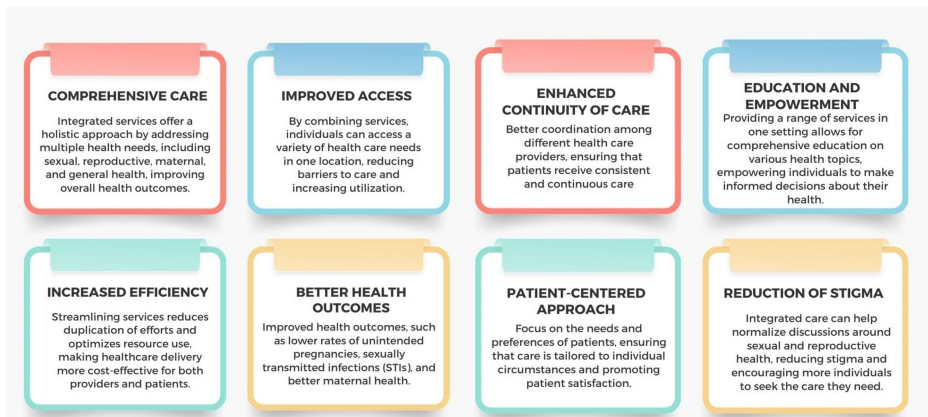 COMPREHENSIVE CARE
Integrated services offer a
holistic approach by addressing
multiple health needs, including
sexual, reproductive, maternal,
and general health, improving
overall health outcomes.
IMPROVED ACCESS
By combining services,
individuals can access a
variety of health care needs
in one location, reducing
barriers to care and
increasing utilization.
ENHANCED
CONTINUITY OF CARE
Better coordination among
different health care
providers, ensuring that
patients receive consistent
and continuous care
EDUCATION AND
EMPOWERMENT
Providing a range of services in
one setting allows for
comprehensive education on
various health topics,
empowering individuals to make
informed decisions about their
health.
INCREASED EFFICIENCY
Streamlining services reduces
duplication of efforts and
optimizes resource use,
making healthcare delivery
more cost-effective for both
providers and patients.
BETTER HEALTH
OUTCOMES
Improved health outcomes, such
as lower rates of unintended
pregnancies, sexually
transmitted infections (STIs), and
better maternal health.
PATIENT-CENTERED
APPROACH
Focus on the needs and
preferences of patients, ensuring
that care is tailored to individual
circumstances and promoting
patient satisfaction.
REDUCTION OF STIGMA
Integrated care can help
normalize discussions around
sexual and reproductive
health, reducing stigma and
encouraging more individuals
to seek the care they need.